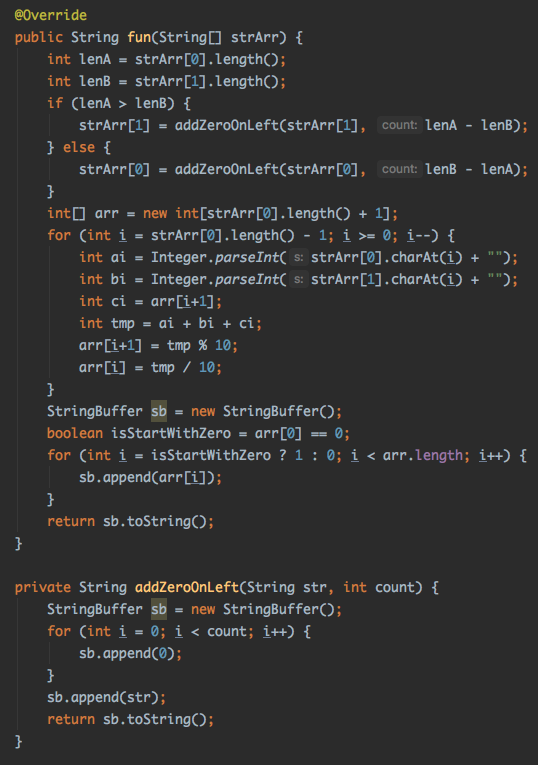 @Override
public String fun(String[] strArr) {
int lenA = strArr[0].length();
int lenB = strArr[1].length();
if (lenA > lenB) {
strArr[1] = addZeroOnLeft(strArr[1], count: lenA - lenB);
} else {
strArr[0] = addZeroOnLeft(strArr[0], count: lenB - lenA);
}
int[] arr = new int[strArr[0].length() + 1];
for (int i = strArr[0].length() - 1; i >= 0; i--) {
int ai = Integer.parseInt( s: strArr[0].charAt(i) + "");
int bi = Integer.parseInt( s: strArr[1].charAt(i) + "");
int ci = arr[i+1];
int tmp = ai + bi + ci;
arr[i+1] = tmp % 10;
arr[i] = tmp / 10;
}
StringBuffer sb = new StringBuffer();
boolean isStartWithZero = arr[0] == 0;
for (int i = isStartWithZero ? 1 : 0; i < arr.length; i++) {
sb.append(arr[i]);
}
return sb.toString();
}
private String addZeroOnLeft(String str, int count) {
StringBuffer sb = new StringBuffer();
for (int i = 0; i < count; i++) {
sb.append(0);
}
sb.append(str);
return sb.toString();
}